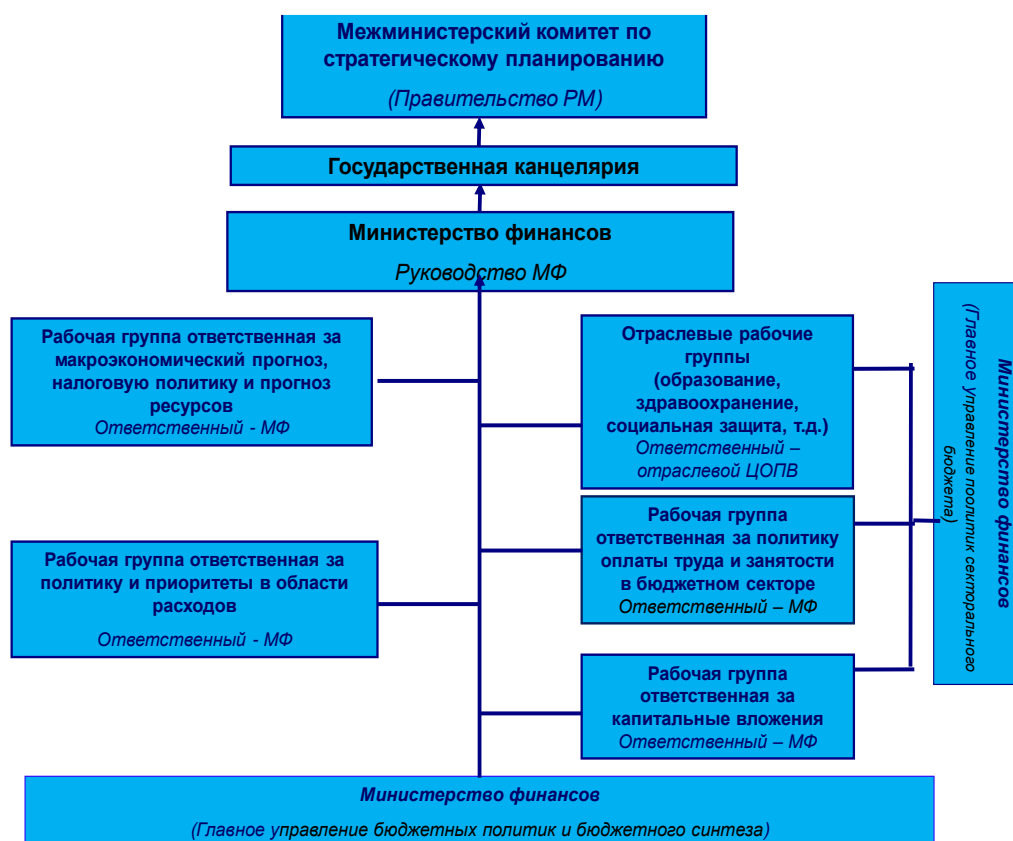 Межминистерский комитет по
стратегическому планированию
(Правительство РМ)
Государственная канцелярия
Министерство финансов
Руководство МФ
Рабочая группа ответственная за
макроэкономический прогноз,
налоговую политику и прогноз
ресурсов
Ответственный - МФ
Отраслевые рабочие
группы
(образование,
здравоохранение,
социальная защита, т.д.)
Ответственный –
отраслевой ЦОПВ
Рабочая группа ответственная за
политику и приоритеты в области
расходов
Ответственный - МФ
Рабочая группа
ответственная за политику
оплаты труда и занятости
в бюджетном секторе
Ответственный – МФ
Рабочая группа
ответственная за
капитальные вложения
Ответственный – МФ
Министерство финансов
(Главное управление поолитик секторального
бюджета)
Министерство финансов
(Главное управление бюджетных политик и бюджетного синтеза)